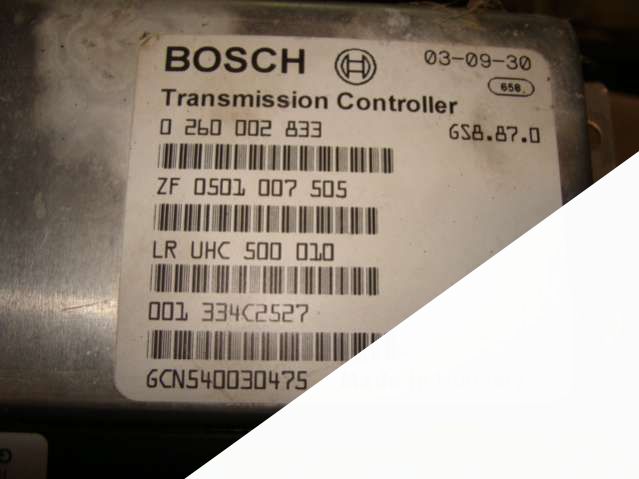 BOSCH 03-09-30
658
Transmission Controller
0 260 002 833 GS8.87.0
ZF 0501 007 505
LR UHC 500 010
001 334C2527
GCN540030475